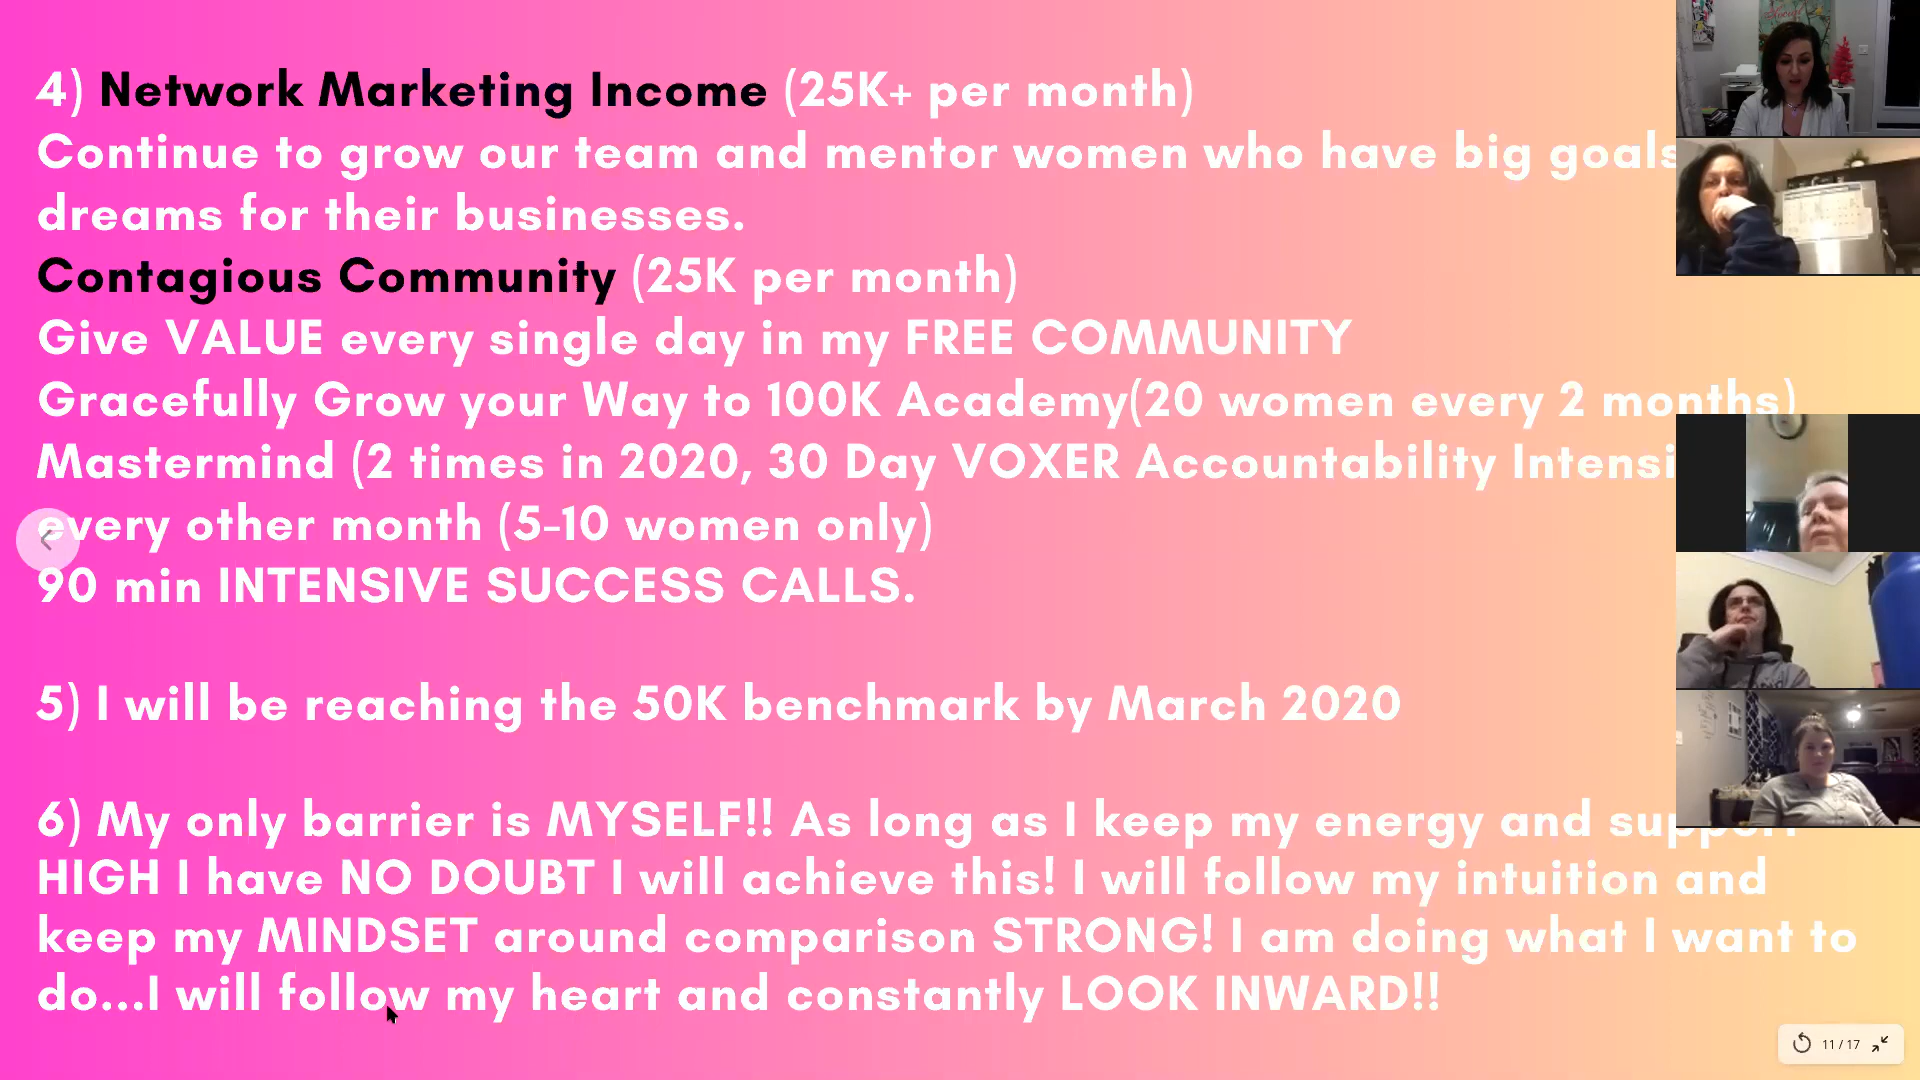 4) Network Marketing Income (25K+ per month)
Continue to grow our team and mentor women who have big goals
dreams for their businesses.
Contagious Community (25K per month)
Give VALUE every single day in my FREE COMMUNITY
Gracefully Grow your Way to 100K Academy(20 women every 2 months)
Mastermind (2 times in 2020, 30 Day VOXER Accountability
every other month (5-10 women only)
90 min INTENSIVE SUCCESS CALLS.
5) I will be reaching the 50K benchmark by March 2020
6) My only barrier is MYSELF!! As long as I keep my energy and support
HIGH I have NO DOUBT I will achieve this! I will follow my intuition and
keep my MINDSET around comparison STRONG! I am doing what I want to
do...I will follow my heart and constantly LOOK INWARD!!
11 / 17